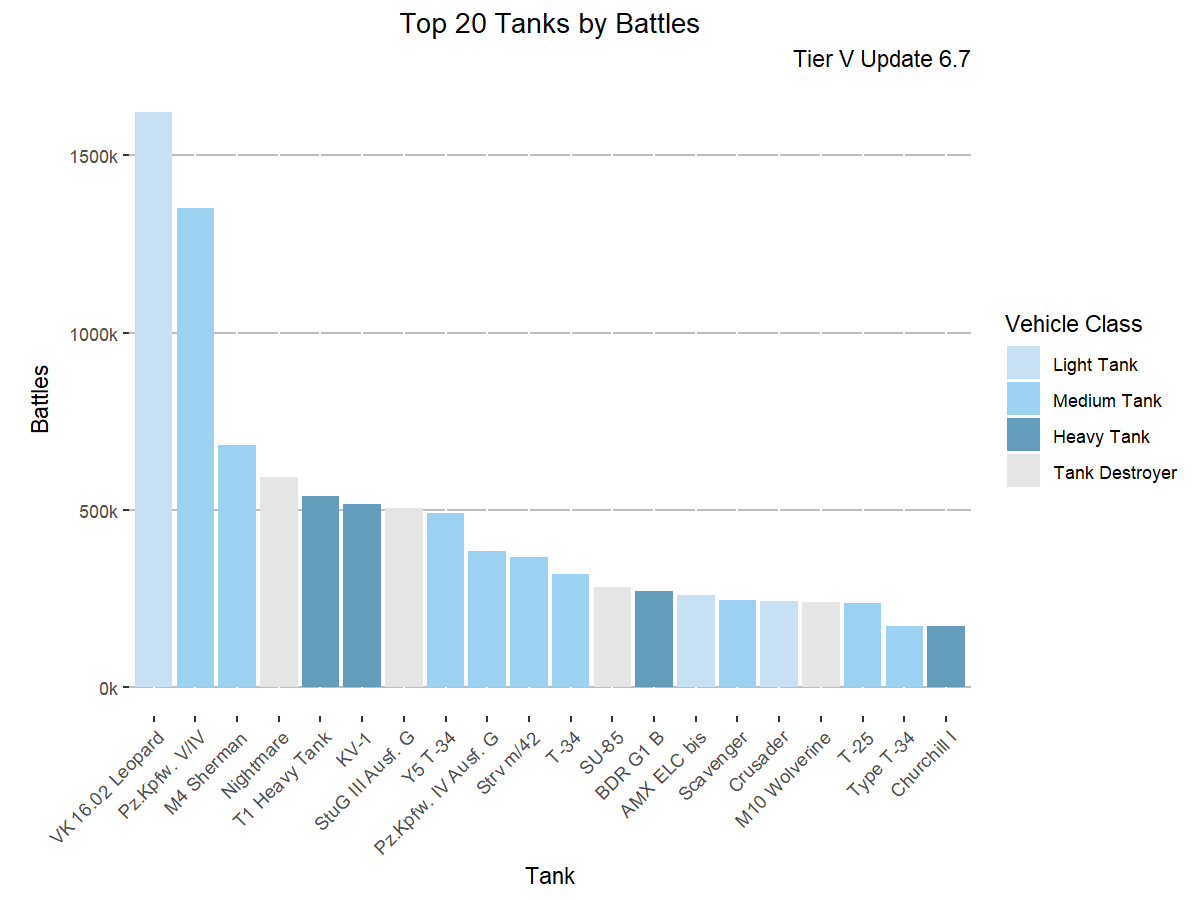 Top 20 Tanks by Battles
Tier V Update 6.7
Battles
1500k
1000k
500k
0k
VK 16.02 Leopard
Pz.Kpfw. V/IV
M4 Sherman
Nightmare
T1 Heavy Tank
KV-1
StuG III Ausf. G
Y5 T-34
Pz.Kpfw. IV Ausf. G
Strv m/42
T-34
SU-85
BDR G1 B
AMX ELC bis
Scavenger
Crusader
M10 Wolverine
T-25
Type T-34
Churchill I
Tank
Vehicle Class
Light Tank
Medium Tank
Heavy Tank
Tank Destroyer